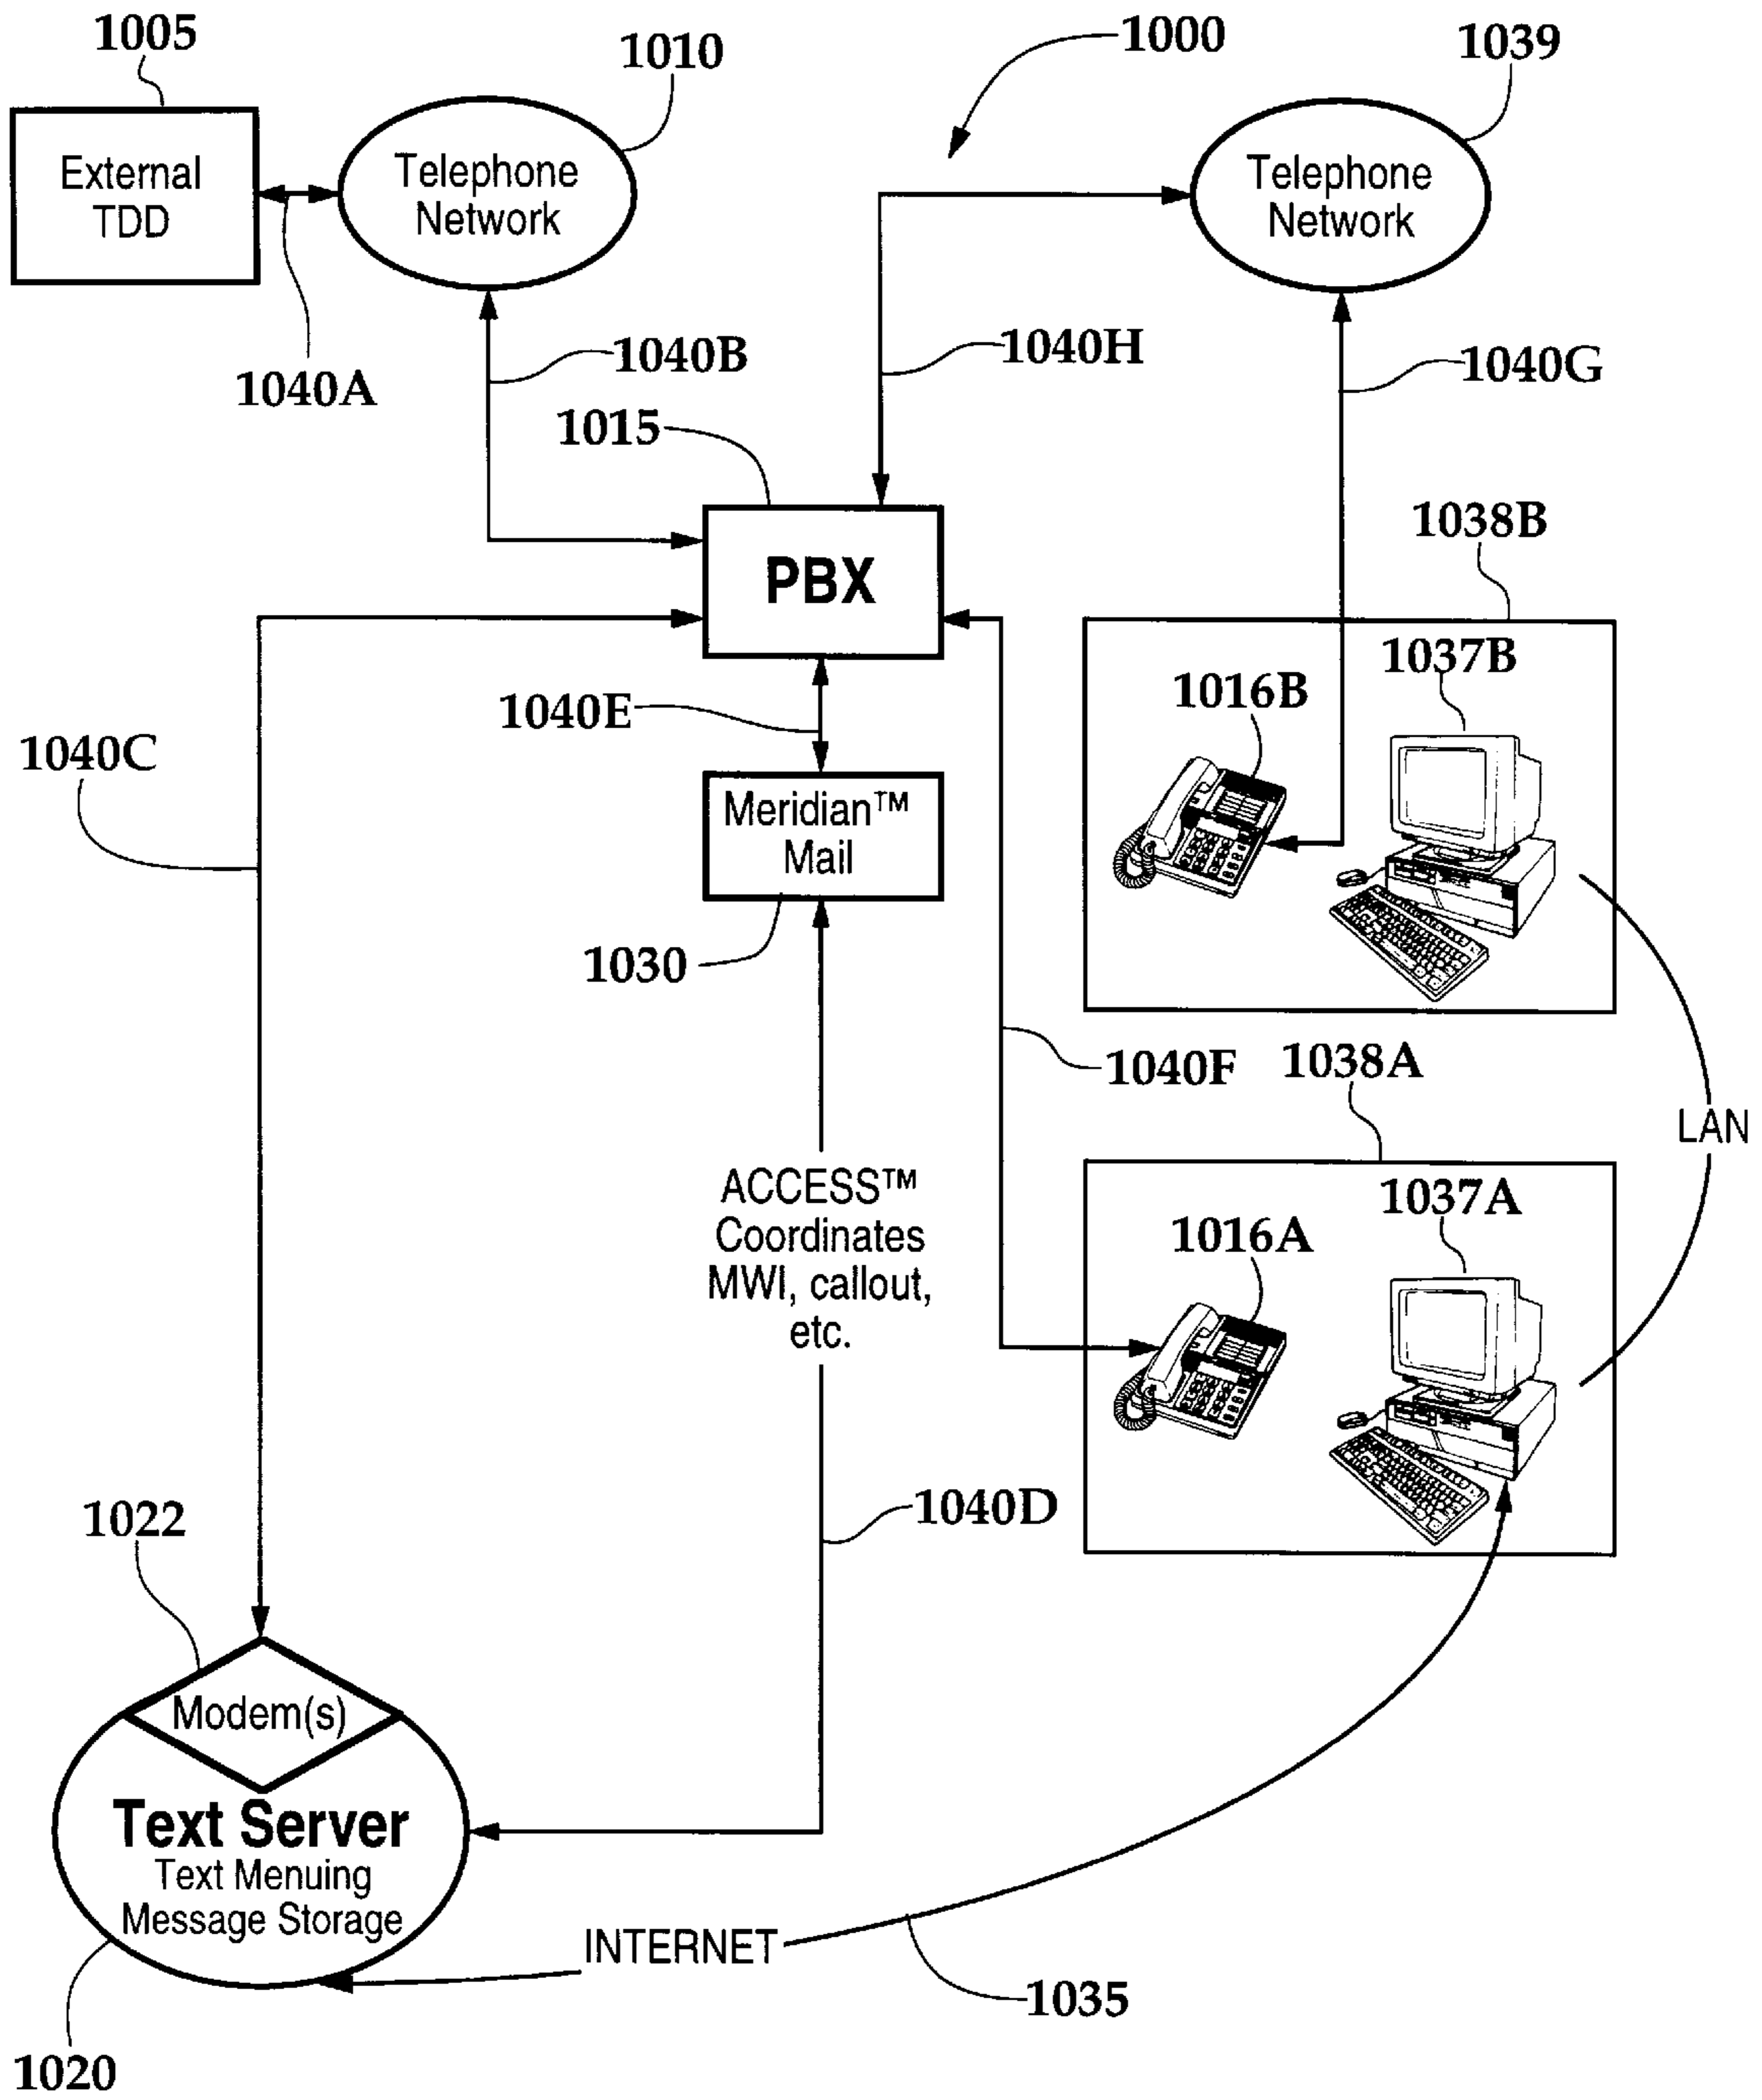 1005
1010
1000
1039
External
TDD
Telephone
Network
Telephone
Network
1040A
1040B
1040H
1040G
1015
PBX
1038B
1037B
1016B
1040E
1040C
Meridian™
Mail
1030
1040F
1038A
LAN
ACCESS™
Coordinates
MWI, callout,
etc.
1037A
1016A
1040D
1022
Modem(s)
Text Server
Text Menuing
Message Storage
INTERNET
1035
1020